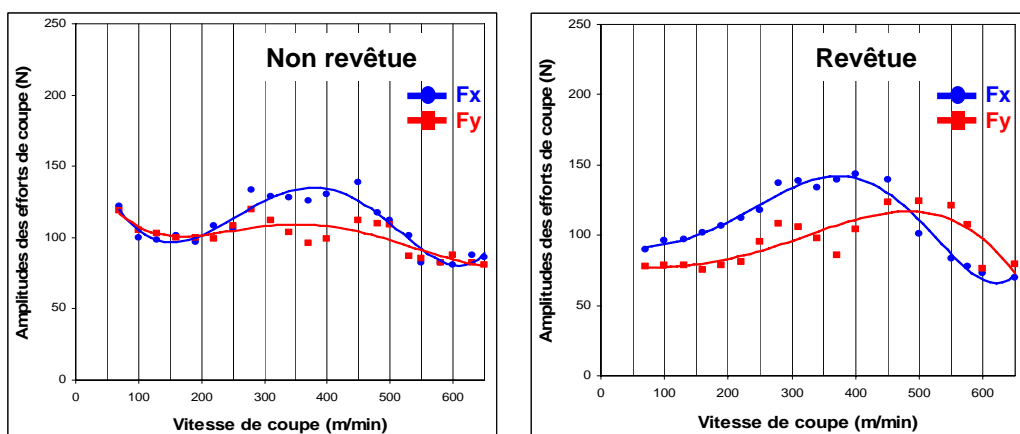 Non revêtue
Fx
Fy
Amplitudes des efforts de coupe (N)
250
200
150
100
50
0
0 100 200 300 400 500 600
Vitesse de coupe (m/min)
Revêtue
Fx
Fy
Amplitudes des efforts de coupe (N)
250
200
150
100
50
0
0 100 200 300 400 500 600
Vitesse de coupe (m/min)